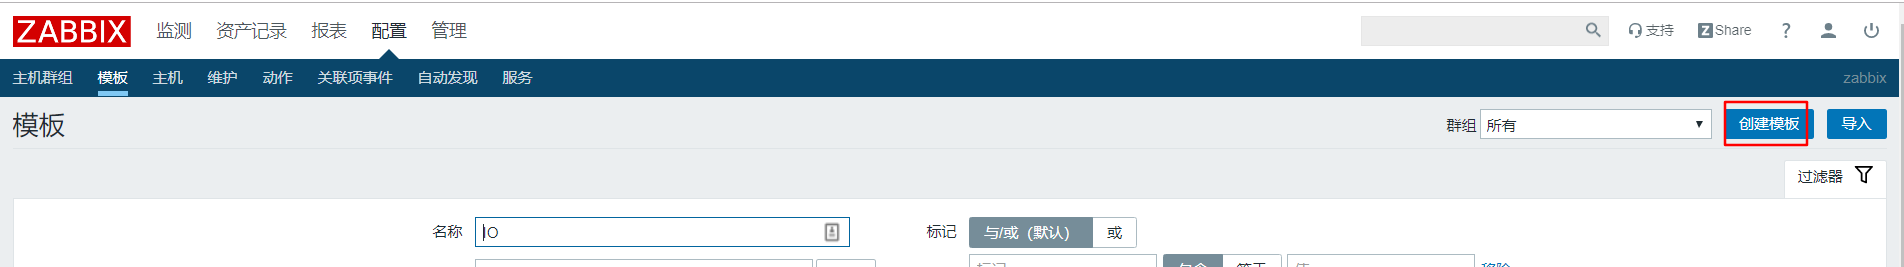 ZABBIX 监测 资产记录 报表 配置 管理 支持 Z Share ?
主机群组 模板 主机 维护 动作 关联项事件 自动发现 服务 zabbix
模板 群组 所有 创建模板 导入
过滤器
名称 IO 标记 与/或（默认） 或